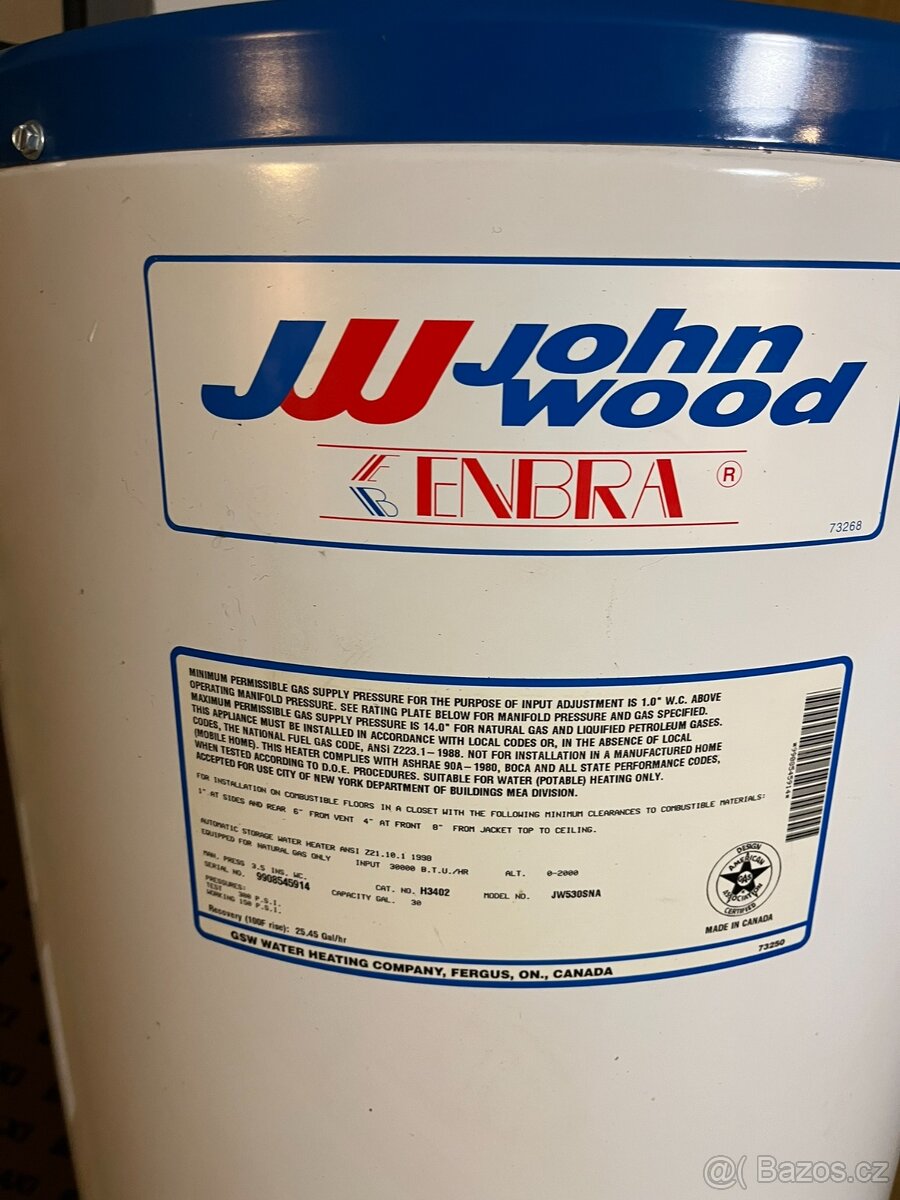 JW John
Wood
EB ENBRA ®
73268
MINIMUM PERMISSIBLE GAS SUPPLY PRESSURE FOR THE PURPOSE OF INPUT ADJUSTMENT IS 1.0" W.C. ABOVE
OPERATING MANIFOLD PRESSURE. SEE RATING PLATE BELOW FOR MANIFOLD PRESSURE AND GAS SPECIFIED.
MAXIMUM PERMISSIBLE GAS SUPPLY PRESSURE IS 14.0" FOR NATURAL GAS AND LIQUIFIED PETROLEUM GASES.
THIS APPLIANCE MUST BE INSTALLED IN ACCORDANCE WITH LOCAL CODES OR, IN THE ABSENCE OF LOCAL
CODES, THE NATIONAL FUEL GAS CODE, ANSI Z223.1–1988. NOT FOR INSTALLATION IN A MANUFACTURED HOME
(MOBILE HOME). THIS HEATER COMPLIES WITH ASHRAE 90A–1980, BOCA AND ALL STATE PERFORMANCE CODES,
WHEN TESTED ACCORDING TO D.O.E. PROCEDURES. SUITABLE FOR WATER (POTABLE) HEATING ONLY.
ACCEPTED FOR USE CITY OF NEW YORK DEPARTMENT OF BUILDINGS MEA DIVISION.
FOR INSTALLATION ON COMBUSTIBLE FLOORS IN A CLOSET WITH THE FOLLOWING MINIMUM CLEARANCES TO COMBUSTIBLE MATERIALS:
1" AT SIDES AND REAR 6" FROM VENT 4" AT FRONT 8" FROM JACKET TOP TO CEILING.
AUTOMATIC STORAGE WATER HEATER ANSI Z21.10.1 1990
EQUIPPED FOR NATURAL GAS ONLY INPUT 30000 B.T.U./HR ALT. 0-2000
MAN. PRESS 3.5 INS. WC.
SERIAL NO. 9908545914 CAT. NO. H3402 MODEL NO. JW530SNA
PRESSURES: CAPACITY GAL. 30
TEST 300 P.S.I.
WORKING 150 P.S.I.
Recovery (100F rise): 25.45 Gal/hr
GSW WATER HEATING COMPANY, FERGUS, ON., CANADA
*9908545914*
DESIGN
AMERICAN
GAS
ASSOCIATION
CERTIFIED
MADE IN CANADA
73250
@( Bazos.cz